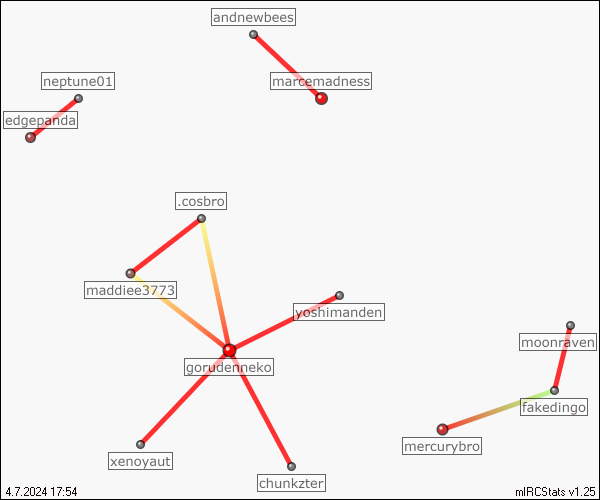 andnewbees
neptune01
marcemadness
edgepanda
.cosbro
maddiee3773
yoshimanden
moonraven
gorudenneko
fakedingo
mercurybro
xenoyaut
chunkzter
4.7.2024 17:54
mIRCStats v1.25